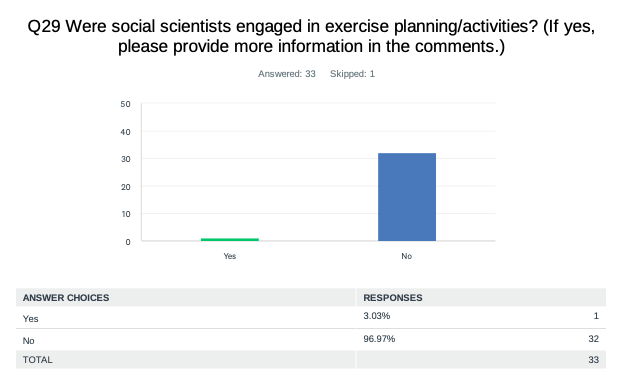 Q29 Were social scientists engaged in exercise planning/activities? (If yes,
please provide more information in the comments.)
Answered: 33 Skipped: 1
50
40
30
20
10
0
Yes No
ANSWER CHOICES RESPONSES
Yes 3.03% 1
No 96.97% 32
TOTAL 33